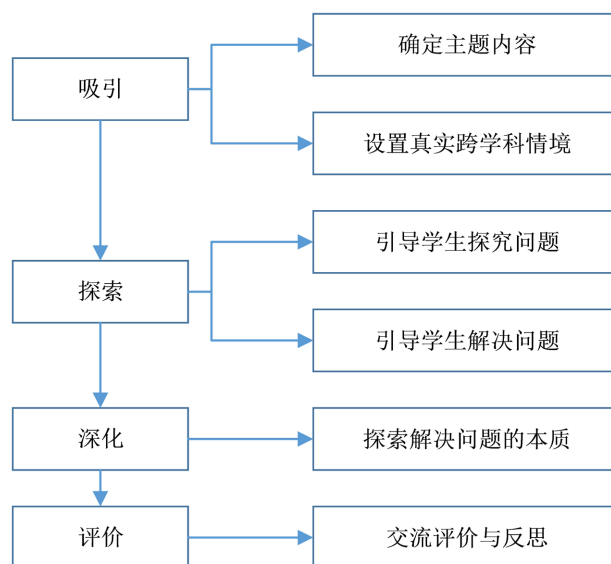 吸引
确定主题内容
设置真实跨学科情境
探索
引导学生探究问题
引导学生解决问题
深化
探索解决问题的本质
评价
交流评价与反思